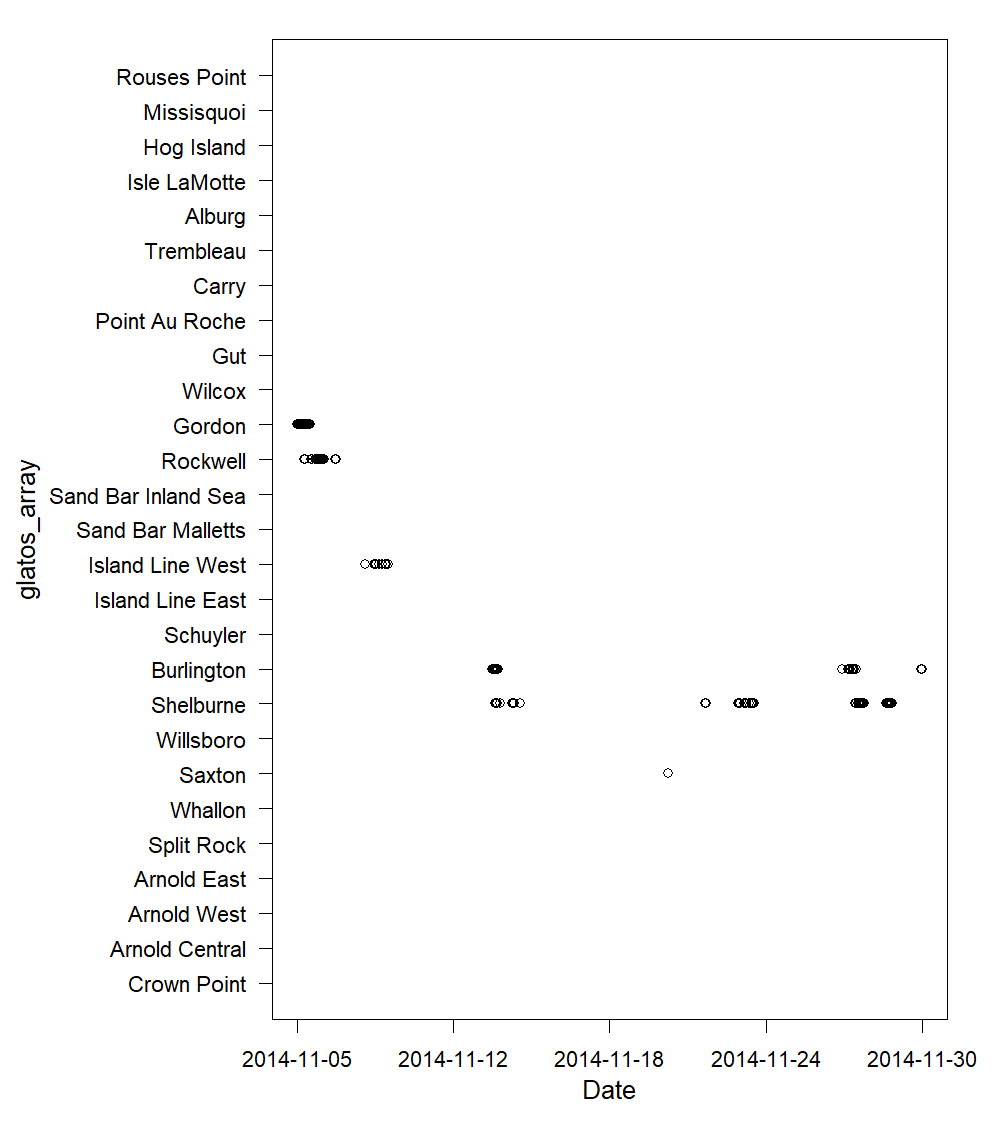 Rouses Point
Missisquoi
Hog Island
Isle LaMotte
Alburg
Trembleau
Carry
Point Au Roche
Gut
Wilcox
Gordon
Rockwell
Sand Bar Inland Sea
Sand Bar Malletts
Island Line West
Island Line East
Schuyler
Burlington
Shelburne
Willsboro
Saxton
Whallon
Split Rock
Arnold East
Arnold West
Arnold Central
Crown Point
glatos_array
2014-11-05 2014-11-12 2014-11-18 2014-11-24 2014-11-30
Date